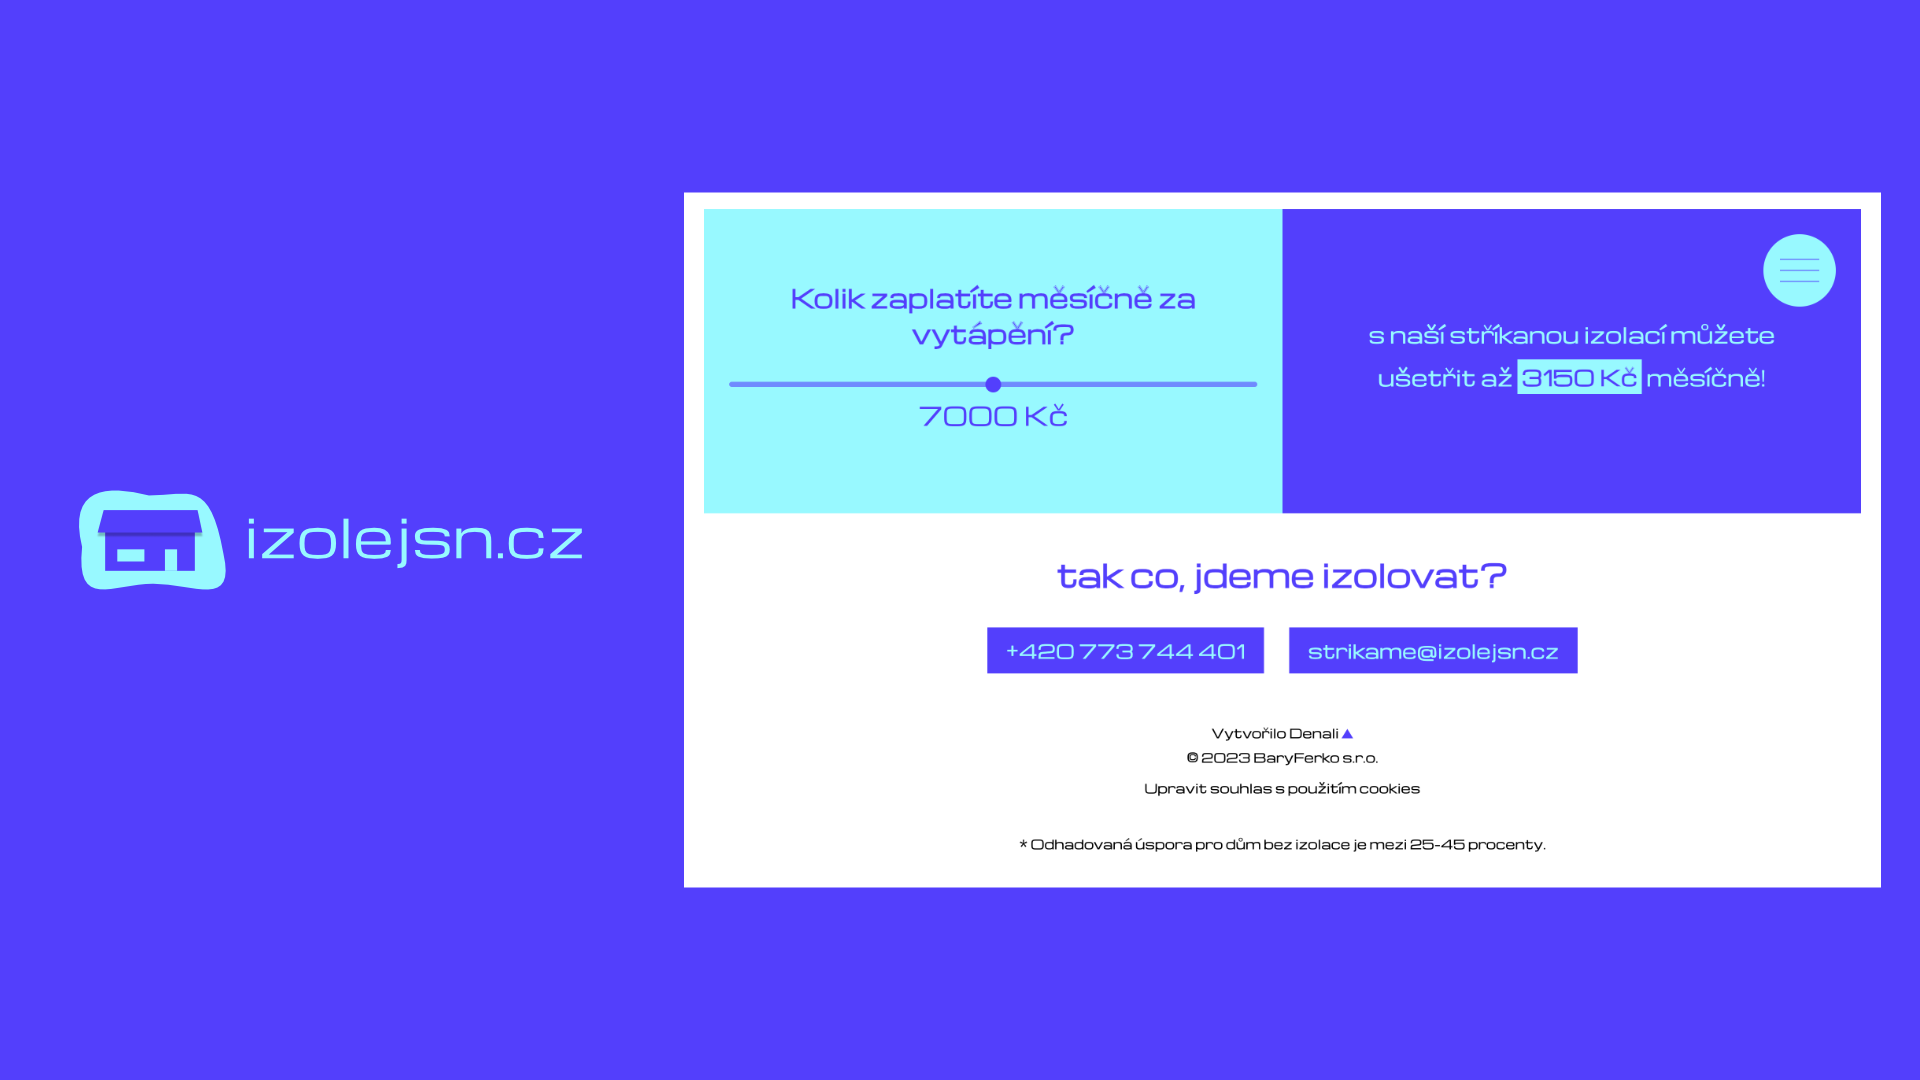 izolejsn.cz
Kolik zaplatíte měsíčně za
vytápění?
7000 Kč
s naší stříkanou izolací můžete
ušetřit až 3150 Kč měsíčně!
tak co, jdeme izolovat?
+420 773 744 401
strikame@izolejsn.cz
Vytvořilo Denali
© 2023 BaryFerko s.r.o.
Upravit souhlas s použitím cookies
* Odhadovaná úspora pro dům bez izolace je mezi 25-45 procenty.